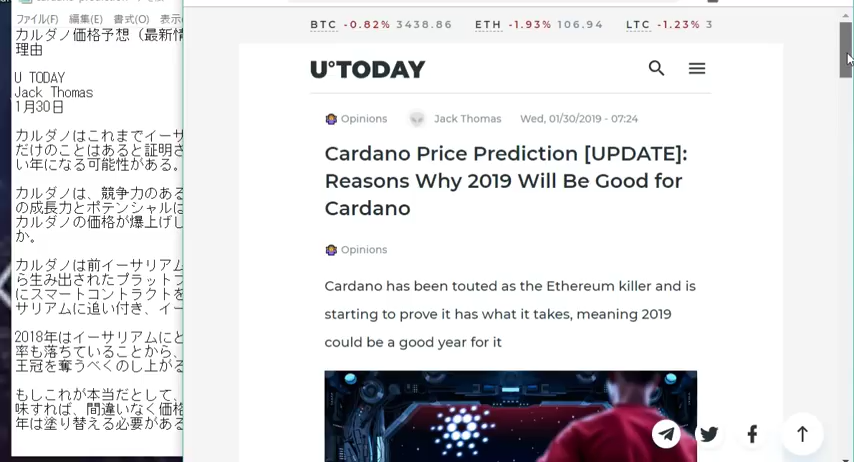 ファイル(F) 編集(E) 書式(O) 表示
カルダノ価格予想（最新情
理由
U TODAY
Jack Thomas
1月30日
カルダノはこれまでイーサ
だけのことはあると証明さ
い年になる可能性がある。
カルダノは、競争力のある
の成長力とポテンシャルは
カルダノの価格が爆上げし
か。
カルダノは前イーサリアム
ら生み出されたプラットフ
にスマートコントラクトを
サリアムに追い付き、イー
2018年はイーサリアムにと
率も落ちていることから、
王冠を奪うべくのし上がる
もしこれが本当だとして、
味すれば、間違いなく価格
年は塗り替える必要がある
BTC -0.82% 3438.86 ETH -1.93% 106.94 LTC -1.23% 3
U°TODAY
Opinions Jack Thomas Wed, 01/30/2019 - 07:24
Cardano Price Prediction [UPDATE]:
Reasons Why 2019 Will Be Good for
Cardano
Opinions
Cardano has been touted as the Ethereum killer and is
starting to prove it has what it takes, meaning 2019
could be a good year for it